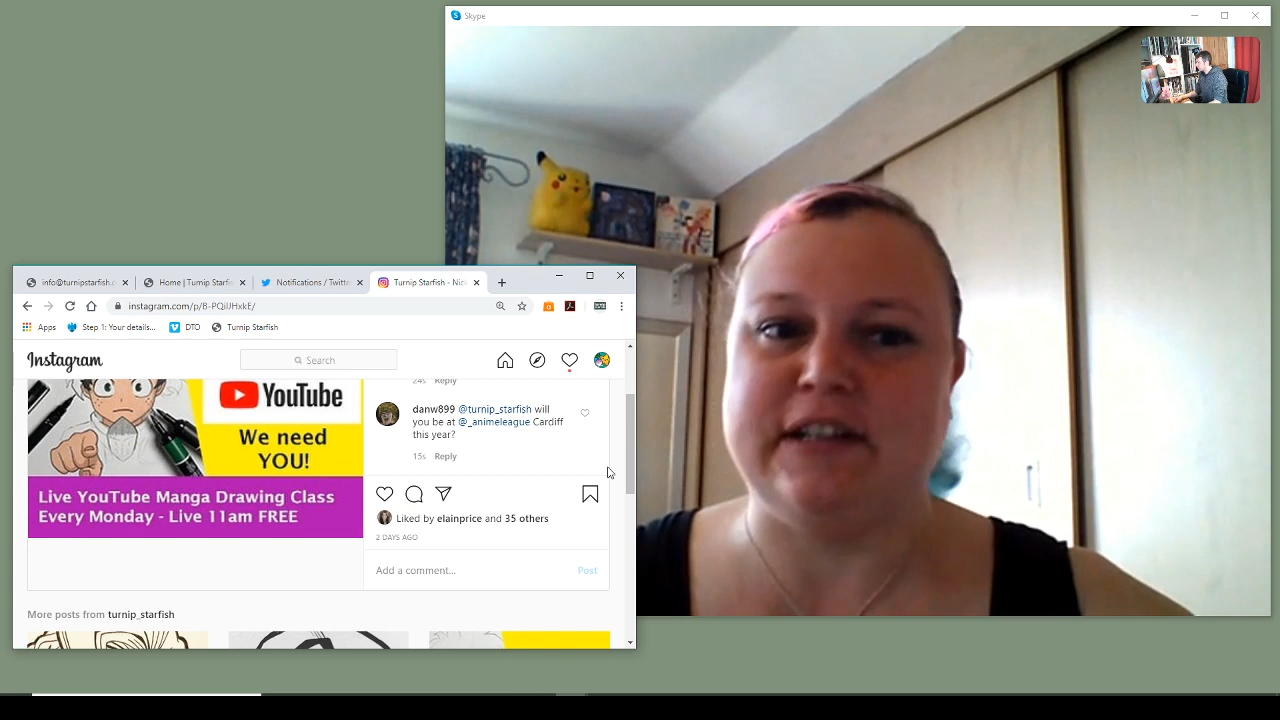 Skype
info@turnipstarfish.c
Home | Turnip Starfis
Notifications / Twitte
Turnip Starfish - Nick
instagram.com/p/B-PQilJHxkE/
Apps
Step 1: Your details...
DTO
Turnip Starfish
Instagram
Search
24s Reply
YouTube
We need
YOU!
Live YouTube Manga Drawing Class
Every Monday - Live 11am FREE
danw899 @turnip_starfish will
you be at @_animeleague Cardiff
this year?
15s Reply
Liked by elainprice and 35 others
2 DAYS AGO
Add a comment...
Post
More posts from turnip_starfish